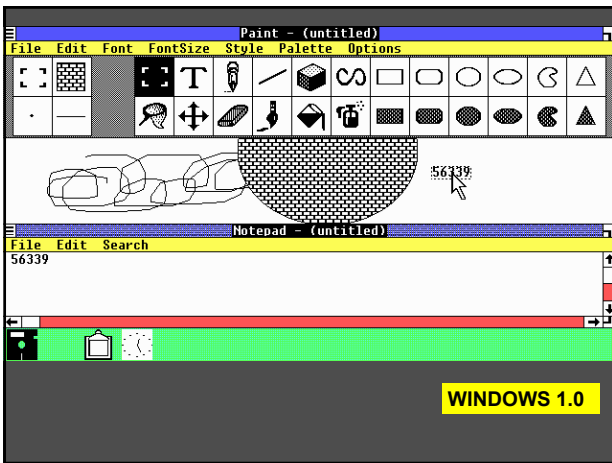 Paint - (untitled)
File Edit Font FontSize Style Palette Options
T
56339
Notepad - (untitled)
File Edit Search
56339
WINDOWS 1.0